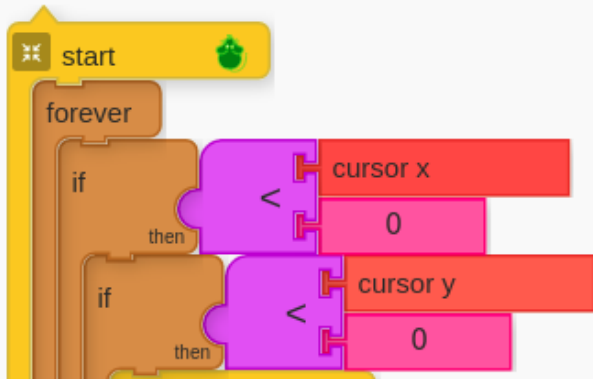 start
forever
if
cursor x
<
0
then
if
cursor y
<
0
then